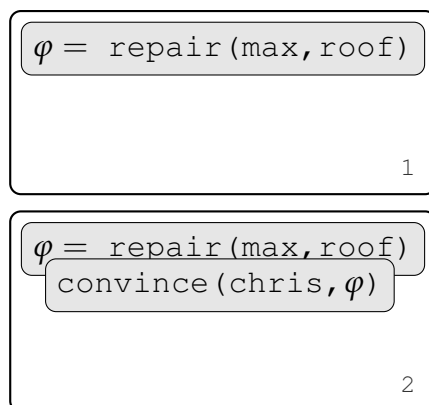 φ = repair(max,roof)
1
φ = repair(max,roof)
convince(chris,φ)
2